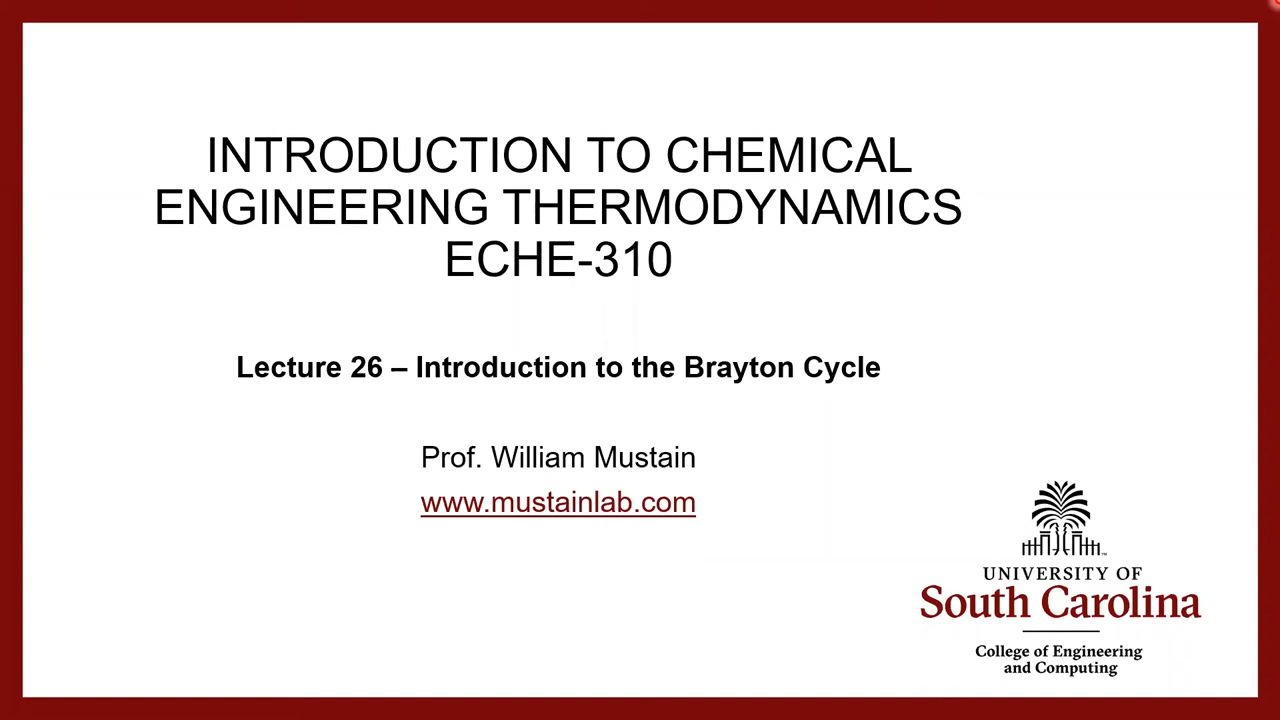 INTRODUCTION TO CHEMICAL
ENGINEERING THERMODYNAMICS
ECHE-310
Lecture 26 – Introduction to the Brayton Cycle
Prof. William Mustain
www.mustainlab.com
UNIVERSITY OF
South Carolina
College of Engineering
and Computing